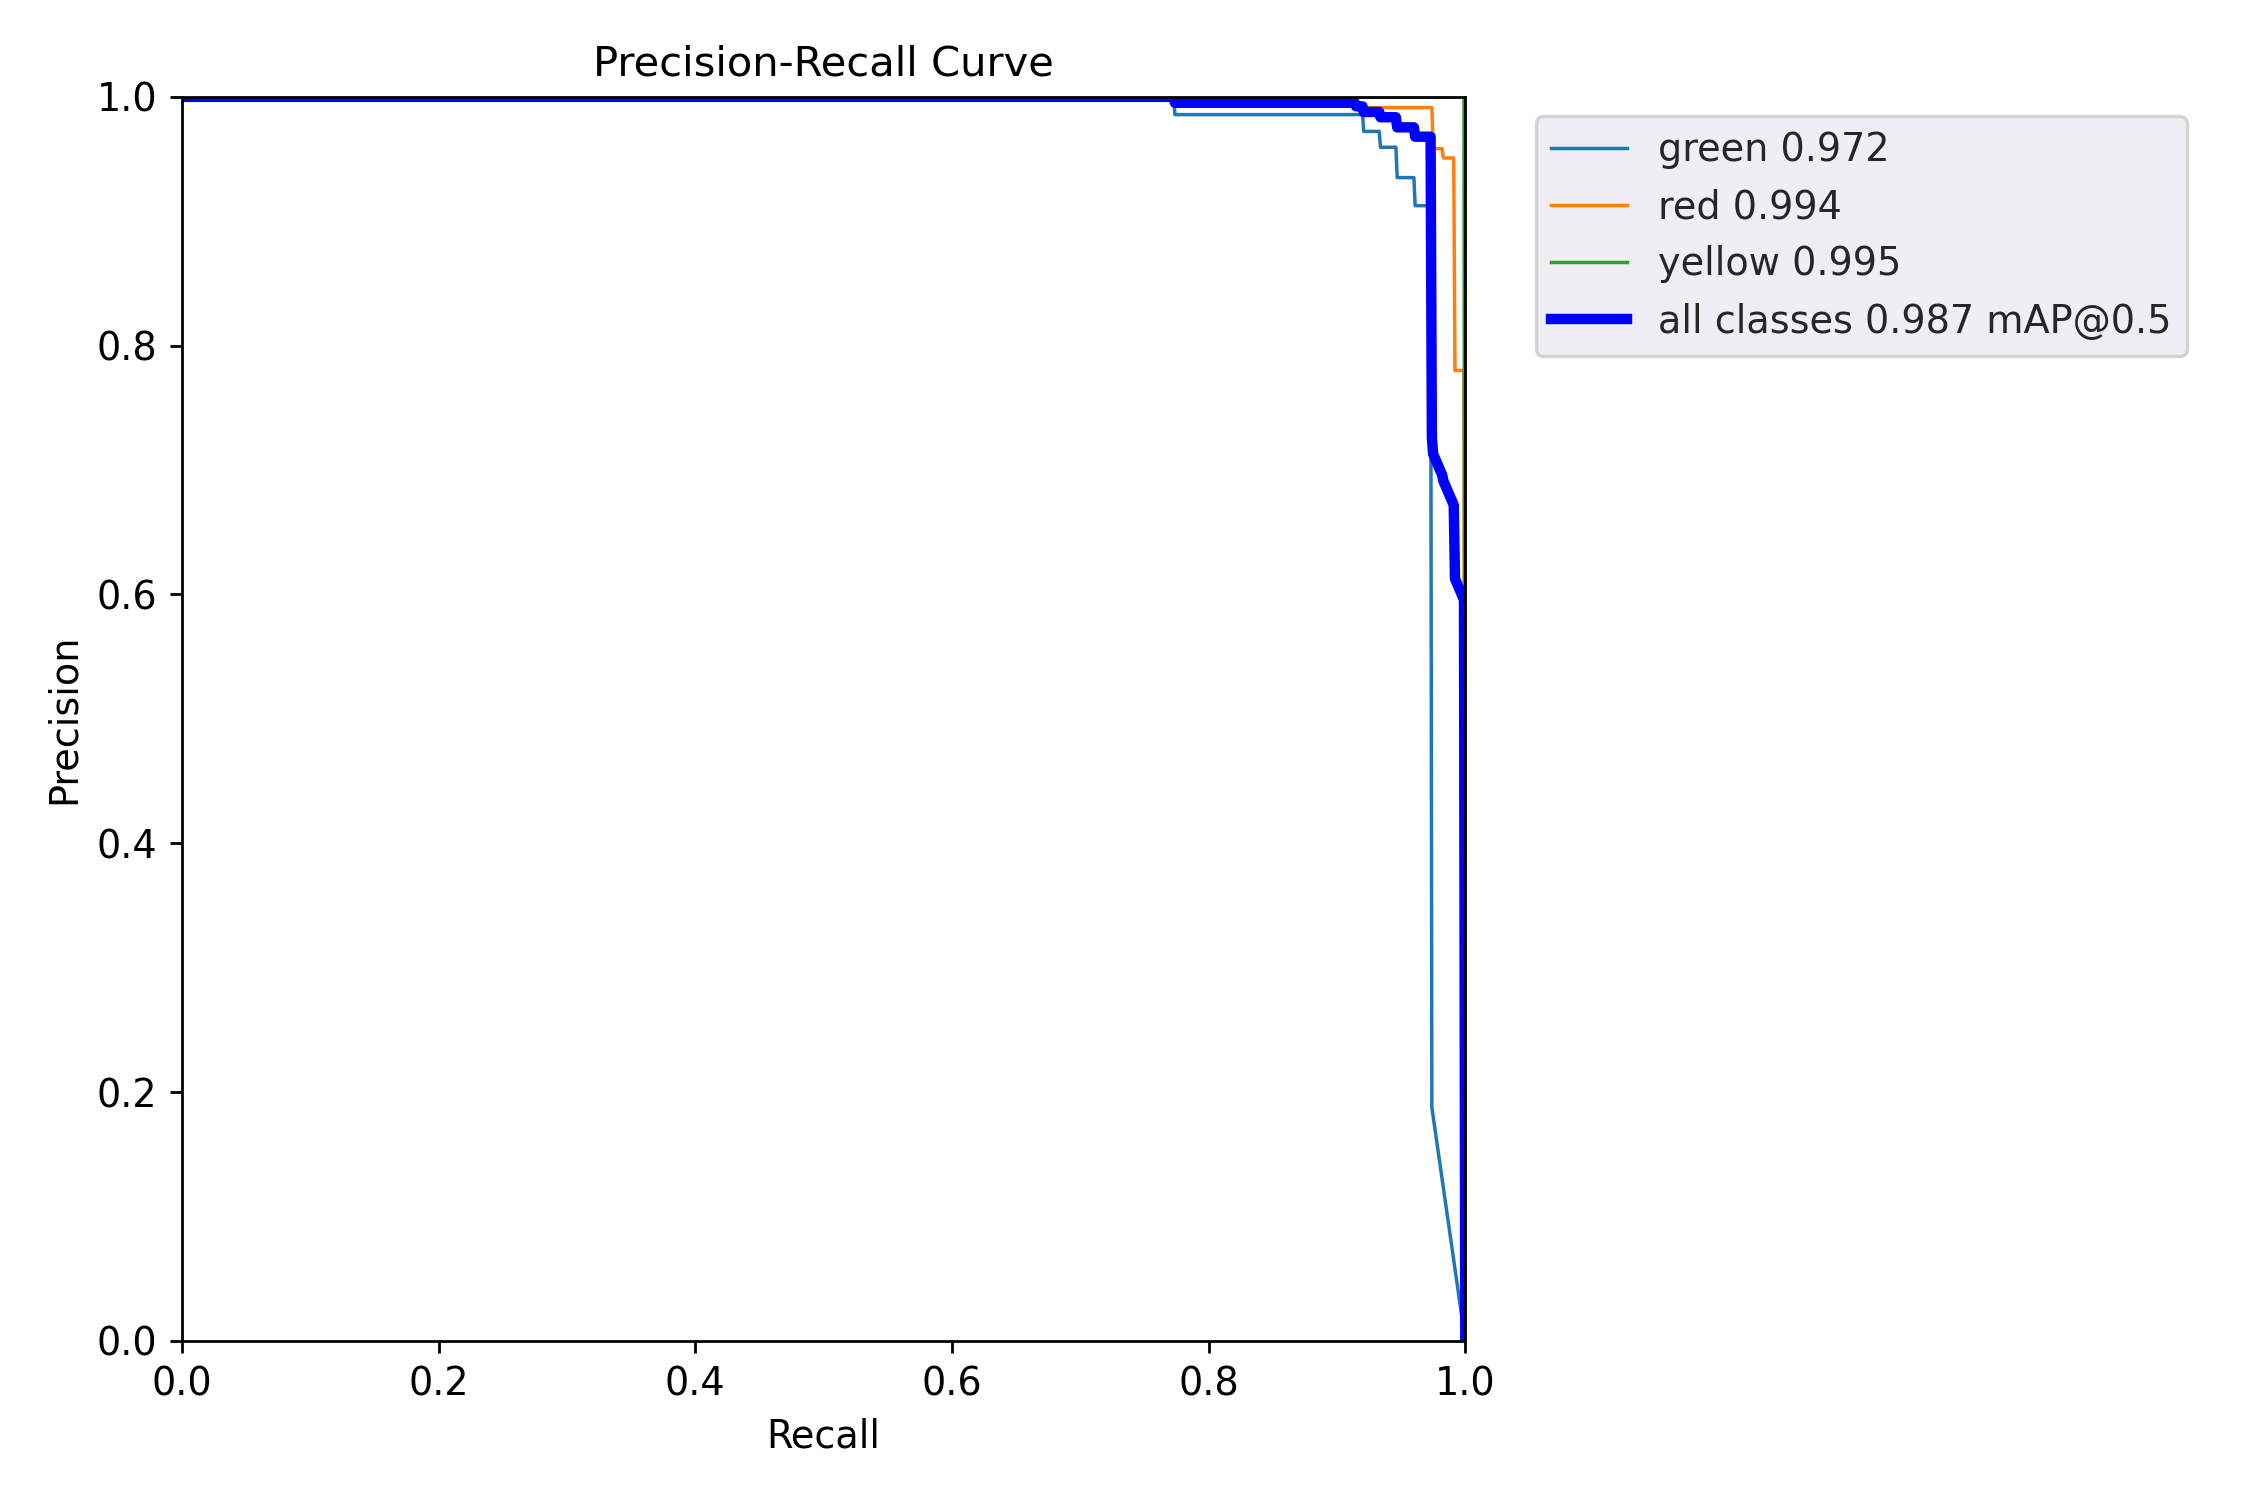 Precision-Recall Curve
1.0
0.8
0.6
0.4
0.2
0.0
Precision
0.0 0.2 0.4 0.6 0.8 1.0
Recall
green 0.972
red 0.994
yellow 0.995
all classes 0.987 mAP@0.5